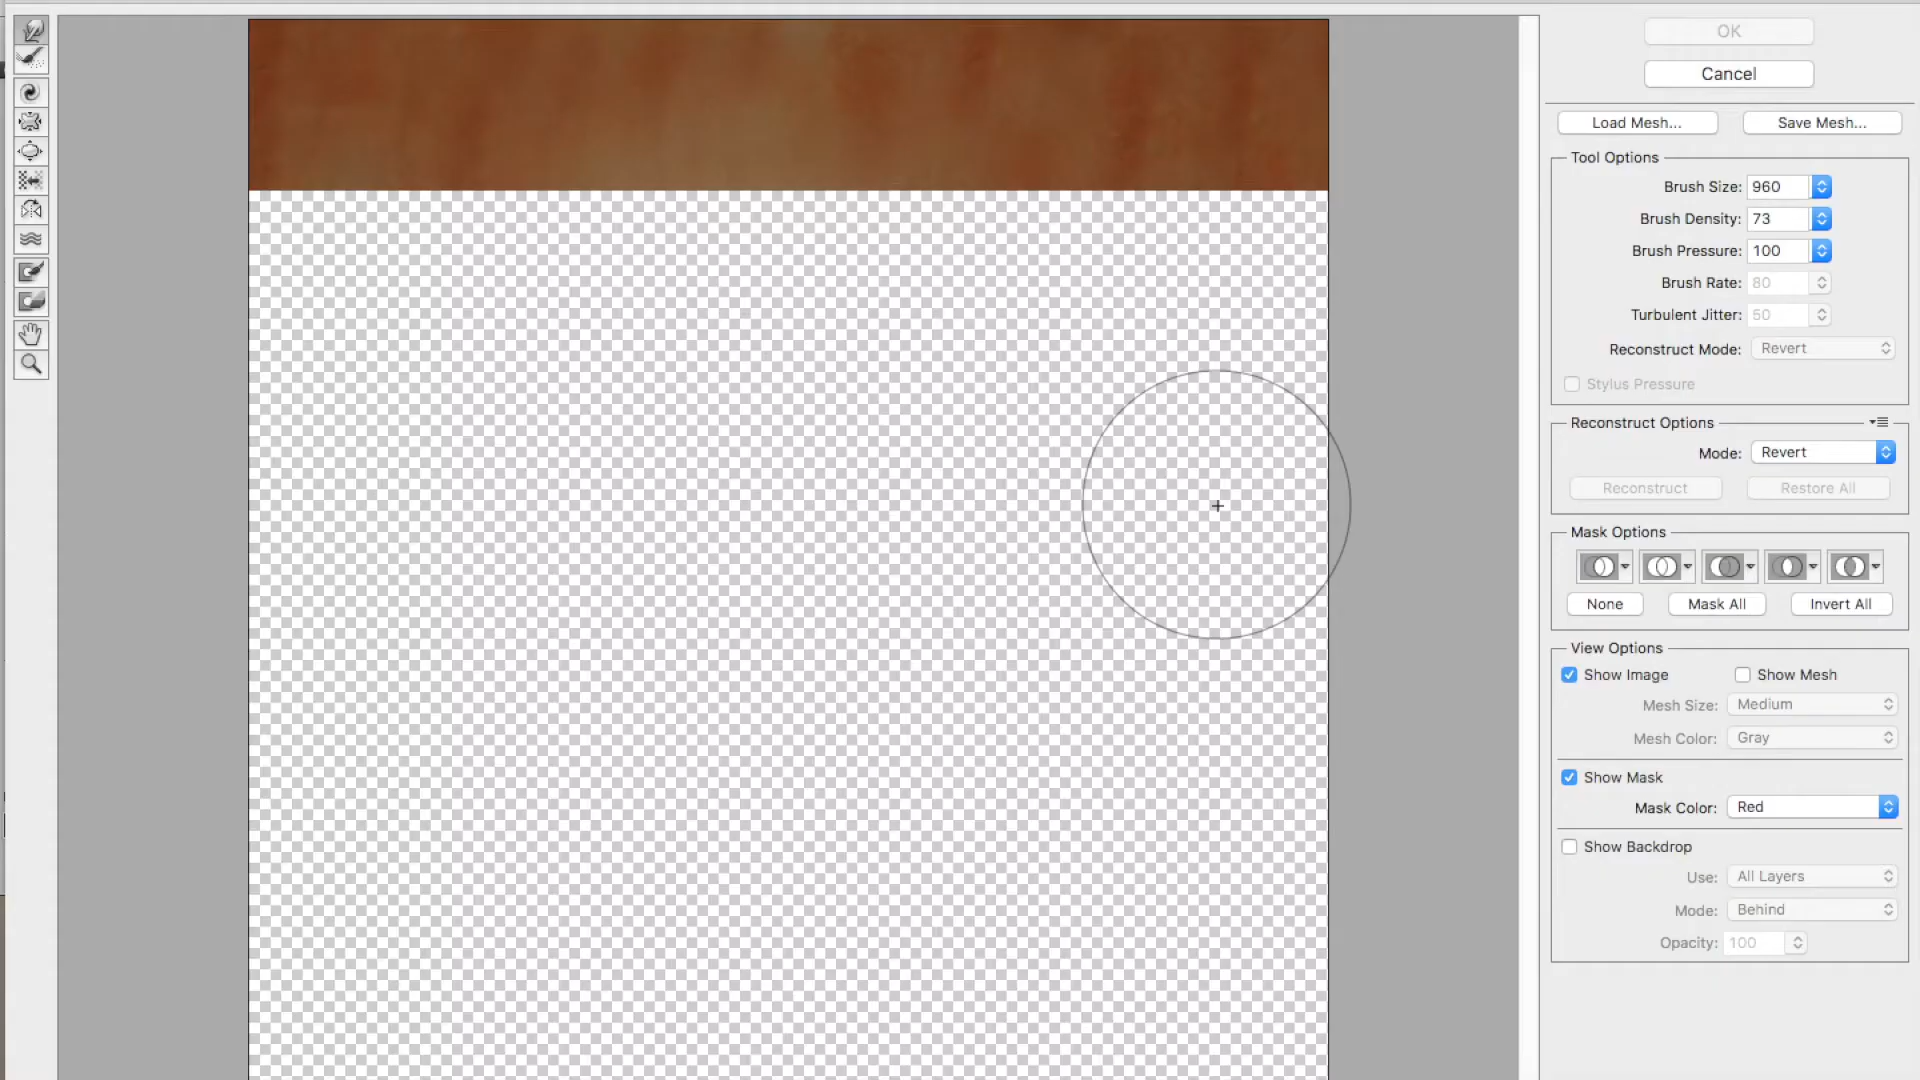 OK
Cancel
Load Mesh... Save Mesh...
Tool Options
Brush Size: 960
Brush Density: 73
Brush Pressure: 100
Brush Rate: 80
Turbulent Jitter: 50
Reconstruct Mode: Revert
Stylus Pressure
Reconstruct Options
Mode: Revert
Reconstruct Restore All
Mask Options
None Mask All Invert All
View Options
Show Image Show Mesh
Mesh Size: Medium
Mesh Color: Gray
Show Mask
Mask Color: Red
Show Backdrop
Use: All Layers
Mode: Behind
Opacity: 100